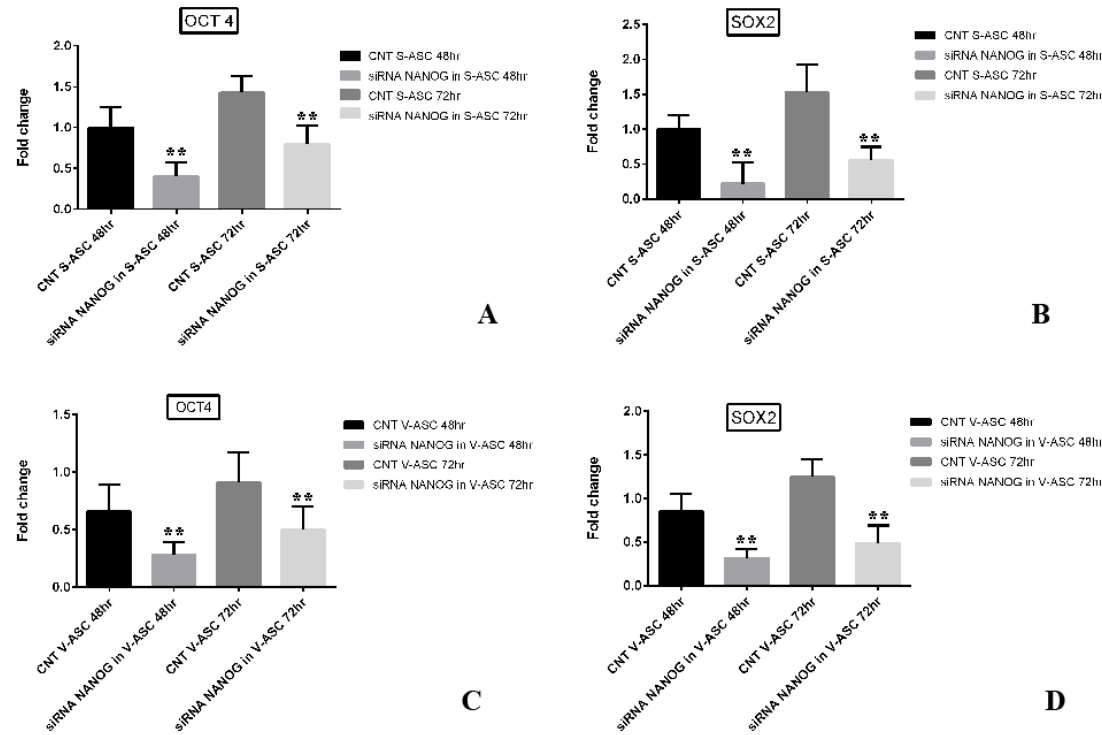 OCT 4
Fold change
2.0
1.5
1.0
0.5
0.0
CNT S-ASC 48hr
siRNA NANOG in S-ASC 48hr
CNT S-ASC 72hr
siRNA NANOG in S-ASC 72hr
**
**
CNT S-ASC 48hr
siRNA NANOG in S-ASC 48hr
CNT S-ASC 72hr
siRNA NANOG in S-ASC 72hr
A
SOX2
Fold change
2.5
2.0
1.5
1.0
0.5
0.0
CNT S-ASC 48hr
siRNA NANOG in S-ASC 48hr
CNT S-ASC 72hr
siRNA NANOG in S-ASC 72hr
**
**
CNT S-ASC 48hr
siRNA NANOG in S-ASC 48hr
CNT S-ASC 72hr
siRNA NANOG in S-ASC 72hr
B
OCT4
Fold change
1.5
1.0
0.5
0.0
CNT V-ASC 48hr
siRNA NANOG in V-ASC 48hr
CNT V-ASC 72hr
siRNA NANOG in V-ASC 72hr
**
**
CNT V-ASC 48hr
siRNA NANOG in V-ASC 48hr
CNT V-ASC 72hr
siRNA NANOG in V-ASC 72hr
C
SOX2
Fold change
2.0
1.5
1.0
0.5
0.0
CNT V-ASC 48hr
siRNA NANOG in V-ASC 48hr
CNT V-ASC 72hr
siRNA NANOG in V-ASC 72hr
**
**
CNT V-ASC 48hr
siRNA NANOG in V-ASC 48hr
CNT V-ASC 72hr
siRNA NANOG in V-ASC 72hr
D